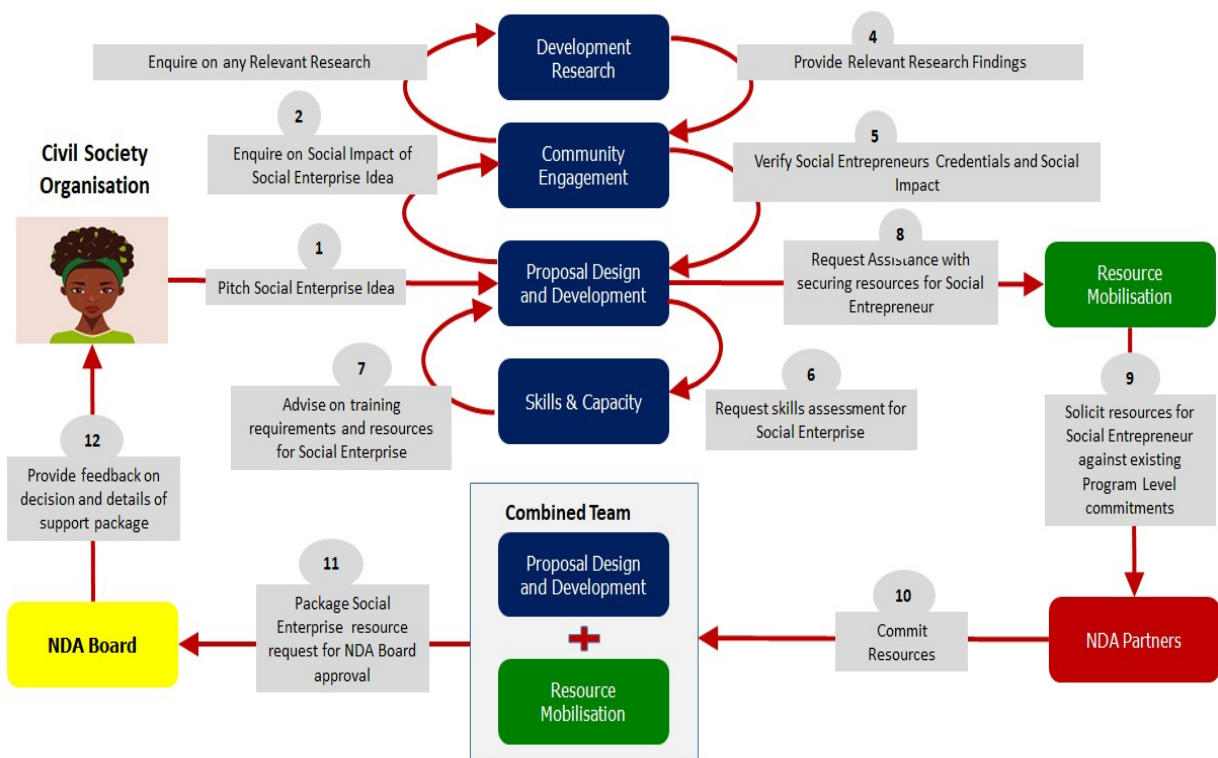 Development
Research
Enquire on any Relevant Research
4
Provide Relevant Research Findings
2
Enquire on Social Impact of
Social Enterprise Idea
Community
Engagement
5
Verify Social Entrepreneurs Credentials and Social
Impact
Civil Society
Organisation
1
Pitch Social Enterprise Idea
Proposal Design
and Development
8
Request Assistance with
securing resources for Social
Entrepreneur
Resource
Mobilisation
7
Advise on training
requirements and resources
for Social Enterprise
Skills & Capacity
6
Request skills assessment for
Social Enterprise
9
Solicit resources for
Social Entrepreneur
against existing
Program Level
commitments
12
Provide feedback on
decision and details of
support package
Combined Team
Proposal Design
and Development
Resource
Mobilisation
11
Package Social
Enterprise resource
request for NDA Board
approval
10
Commit
Resources
NDA Board
NDA Partners